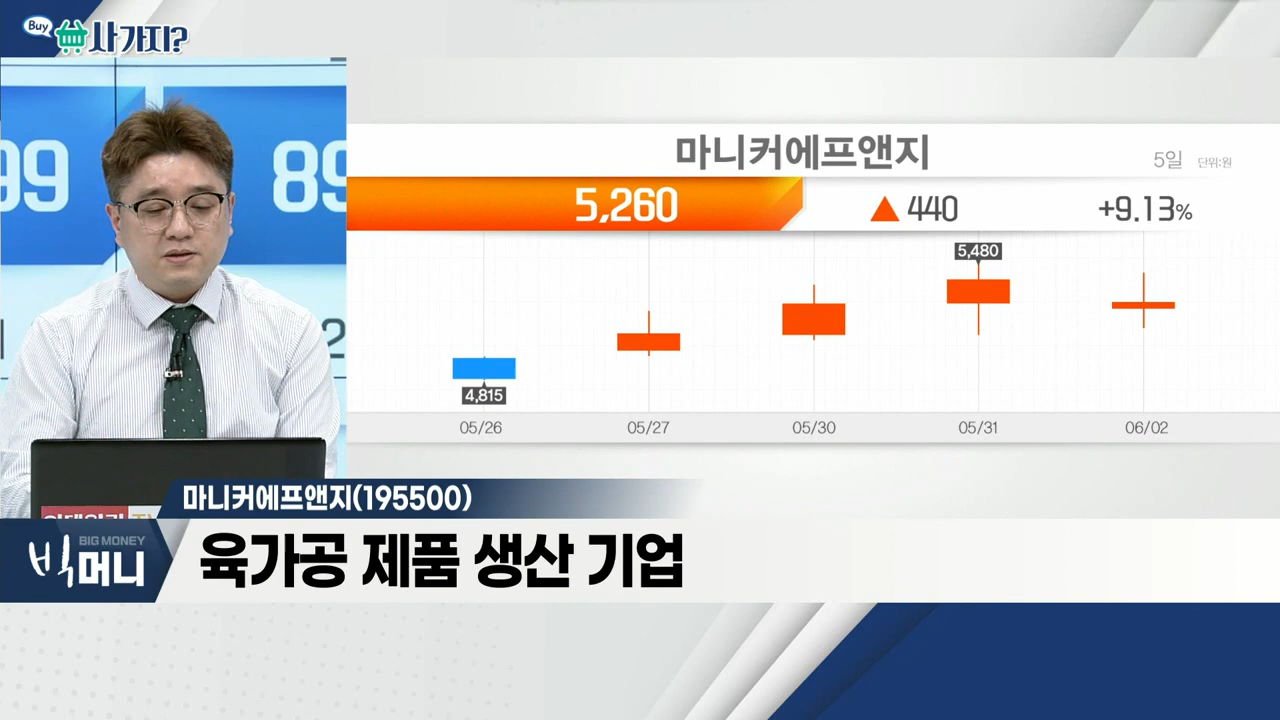 Buy
사가지?
99
89
2
마니커에프앤지
5일 단위:원
5,260 ▲ 440 +9.13%
5,480
4,815
05/26 05/27 05/30 05/31 06/02
마니커에프앤지(195500)
BIG MONEY
빅머니
육가공 제품 생산 기업